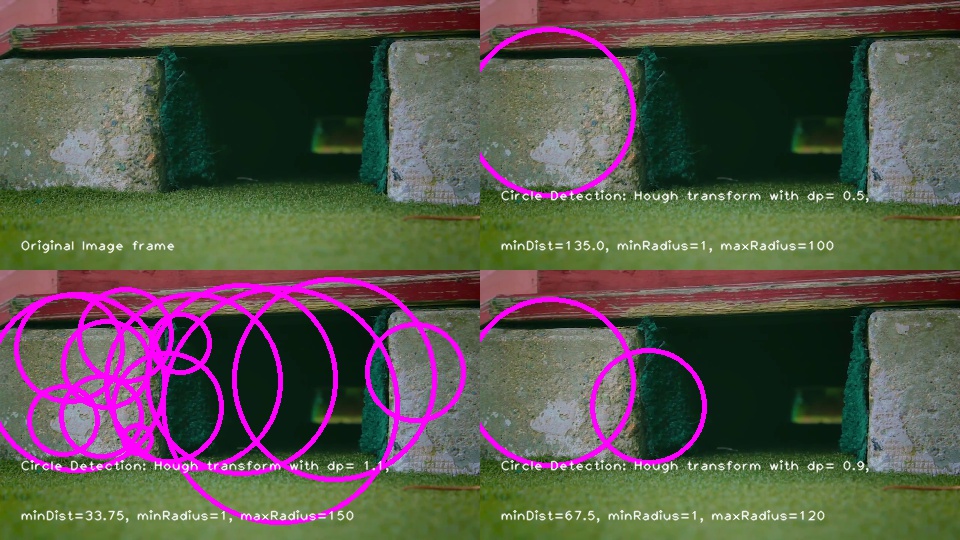 Original Image frame
Circle Detection: Hough transform with dp= 0.5,
minDist=135.0, minRadius=1, maxRadius=100
Circle Detection: Hough transform with dp= 1.1,
minDist=33.75, minRadius=1, maxRadius=150
Circle Detection: Hough transform with dp= 0.9,
minDist=67.5, minRadius=1, maxRadius=120